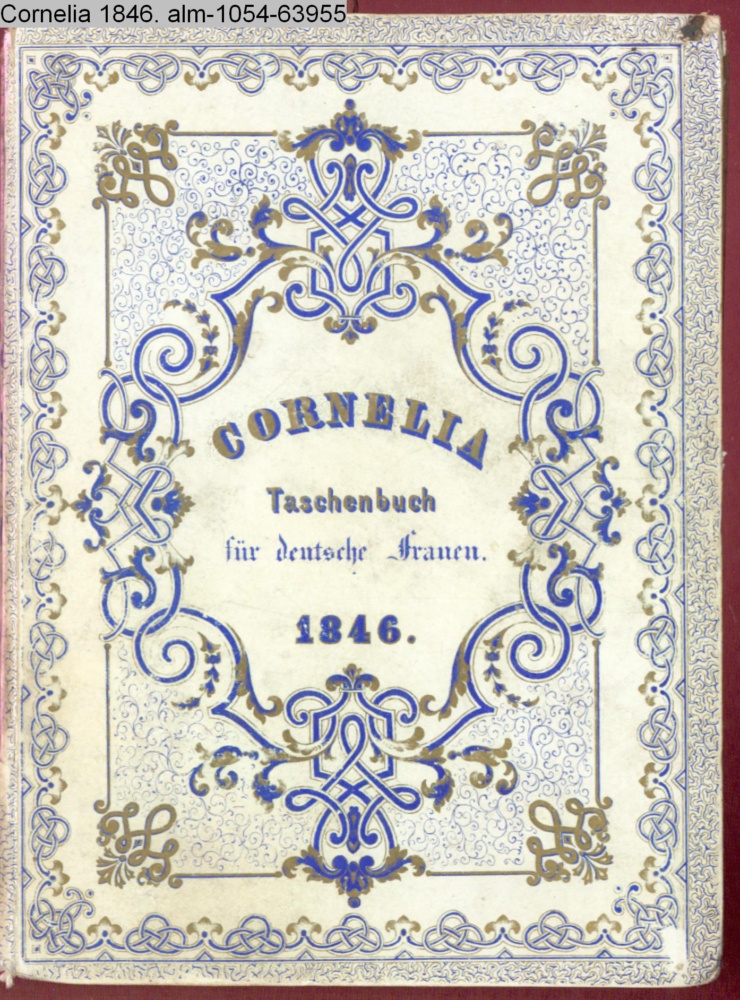 Cornelia 1846. alm-1054-63955
CORNELIA
Taschenbuch
für deutsche Frauen.
1846.